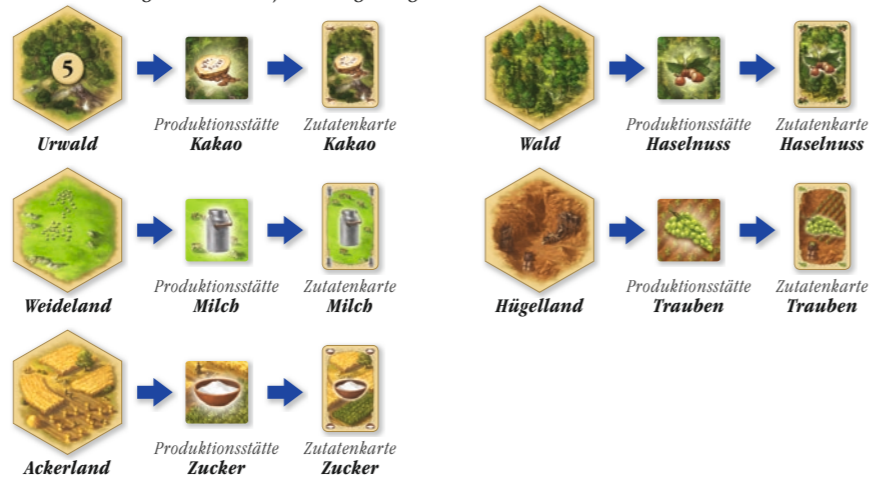 5
Produktionsstätte Zutatenkarte
Urwald Kakao Kakao
Produktionsstätte Zutatenkarte
Wald Haselnuss Haselnuss
Produktionsstätte Zutatenkarte
Weideland Milch Milch
Produktionsstätte Zutatenkarte
Hügelland Trauben Trauben
Produktionsstätte Zutatenkarte
Ackerland Zucker Zucker